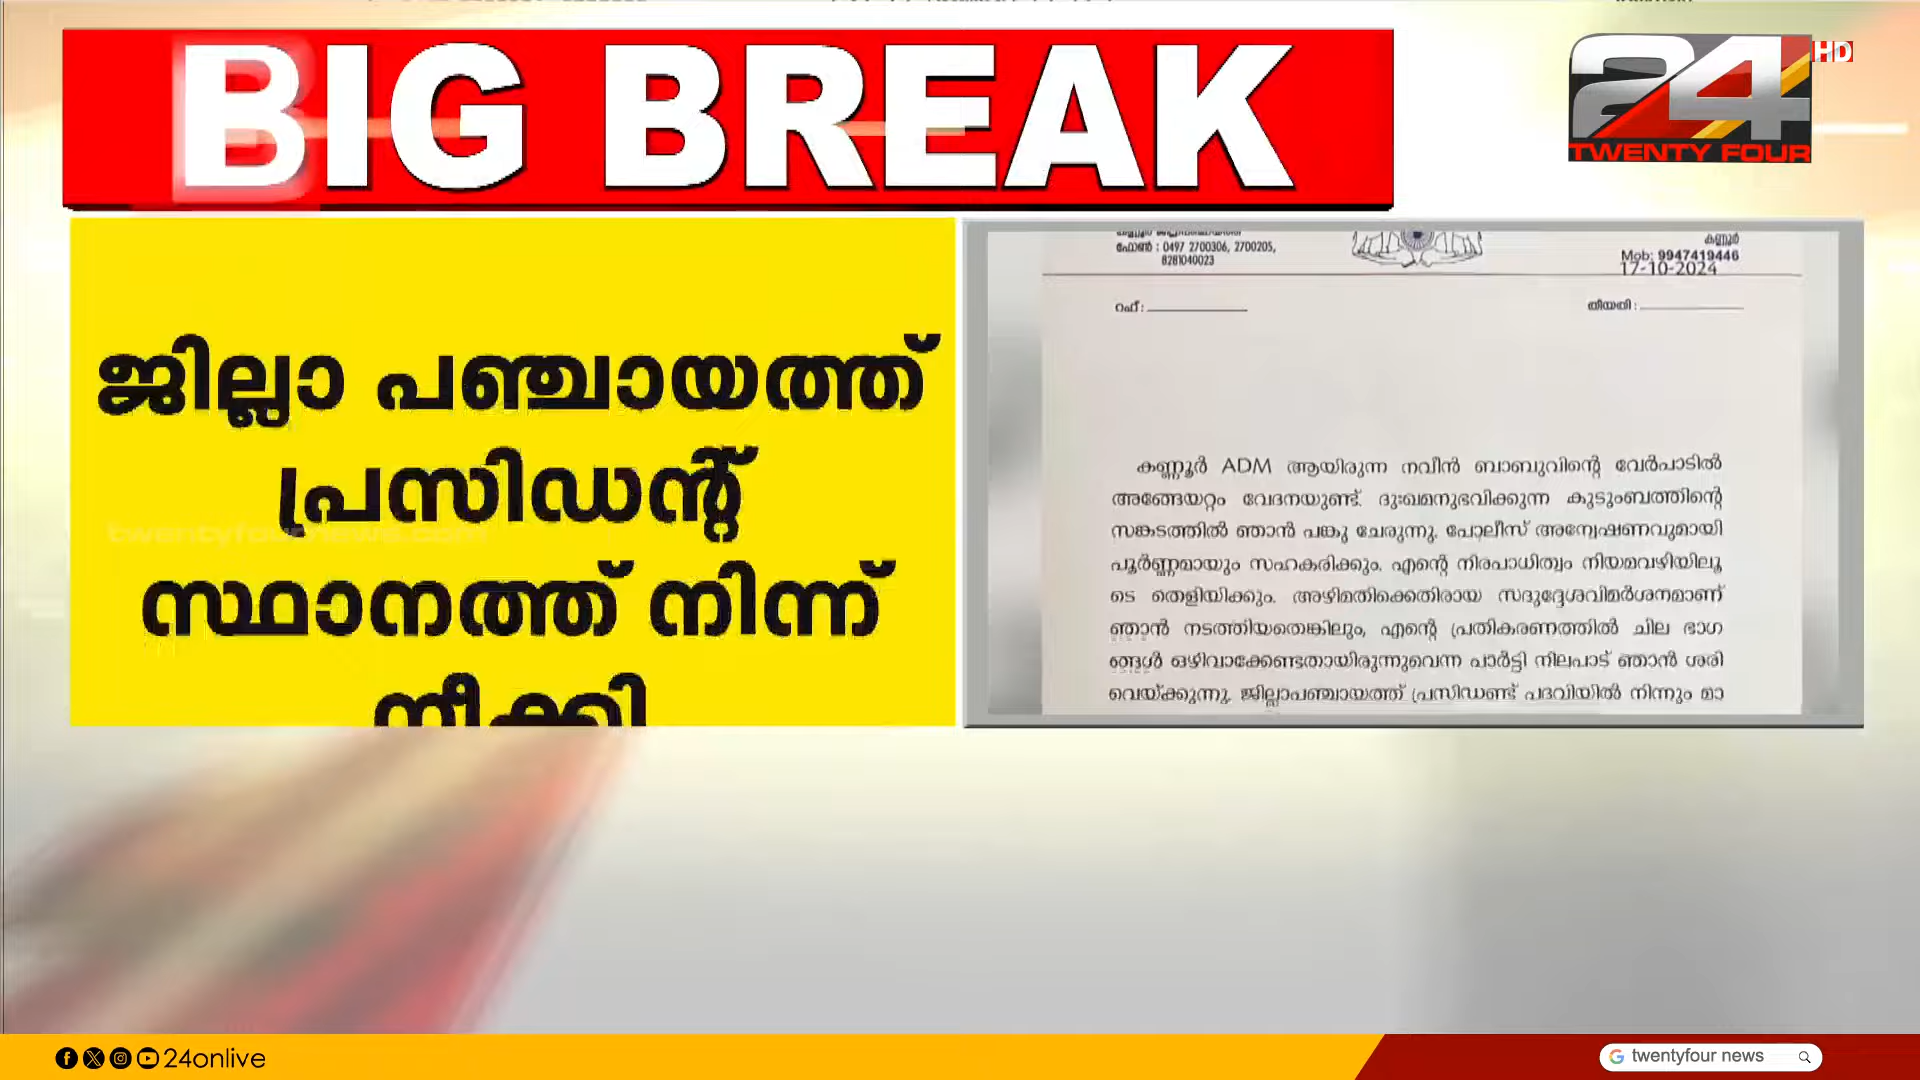 BIG BREAK
24
HD
TWENTY FOUR
ജില്ലാ പഞ്ചായത്ത്
പ്രസിഡന്റ്
സ്ഥാനത്ത് നിന്ന്
നീക്കി
twentyfournews.com
ഫോൺ : 0497 2700306, 2700205,
8281040023
കണ്ണൂർ
Mob: 9947419446
17-10-2024
റഫ് :
തീയതി :
കണ്ണൂർ ADM ആയിരുന്ന നവീൻ ബാബുവിന്റെ വേർപാടിൽ
അങ്ങേയറ്റം വേദനയുണ്ട്. ദുഃഖമനുഭവിക്കുന്ന കുടുംബത്തിന്റെ
സങ്കടത്തിൽ ഞാൻ പങ്കു ചേരുന്നു. പോലീസ് അന്വേഷണവുമായി
പൂർണ്ണമായും സഹകരിക്കും. എന്റെ നിരപാധിത്വം നിയമവഴിയിലൂ
ടെ തെളിയിക്കും. അഴിമതിക്കെതിരായ സദുദ്ദേശവിമർശനമാണ്
ഞാൻ നടത്തിയതെങ്കിലും, എന്റെ പ്രതികരണത്തിൽ ചില ഭാഗ
ങ്ങൾ ഒഴിവാക്കേണ്ടതായിരുന്നുവെന്ന പാർട്ടി നിലപാട് ഞാൻ ശരി
വെയ്ക്കുന്നു. ജില്ലാപഞ്ചായത്ത് പ്രസിഡണ്ട് പദവിയിൽ നിന്നും മാ
24onlive
twentyfour news